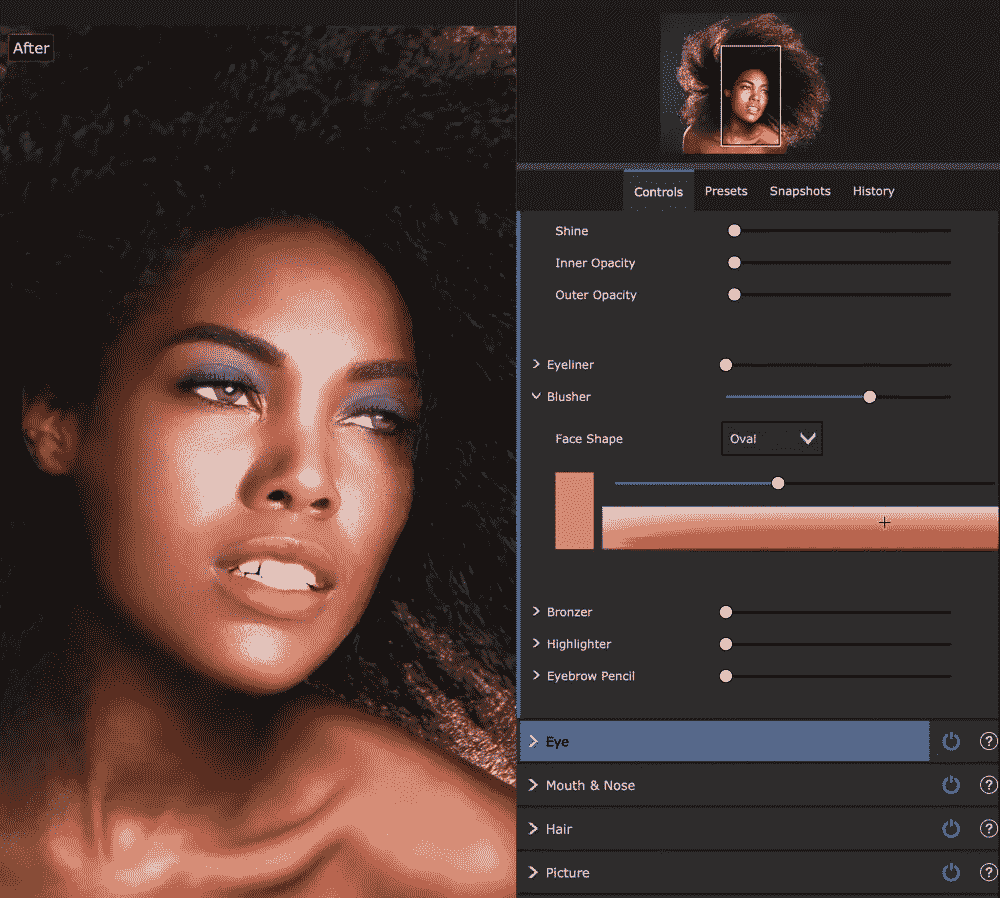 After
Controls Presets Snapshots History
Shine
Inner Opacity
Outer Opacity
Eyeliner
Blusher
Face Shape Oval
Bronzer
Highlighter
Eyebrow Pencil
Eye ?
Mouth & Nose ?
Hair ?
Picture ?